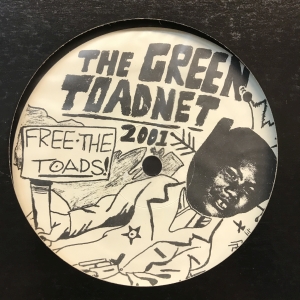 THE GREEN
TOADNET
2001
FREE·THE
TOADS!